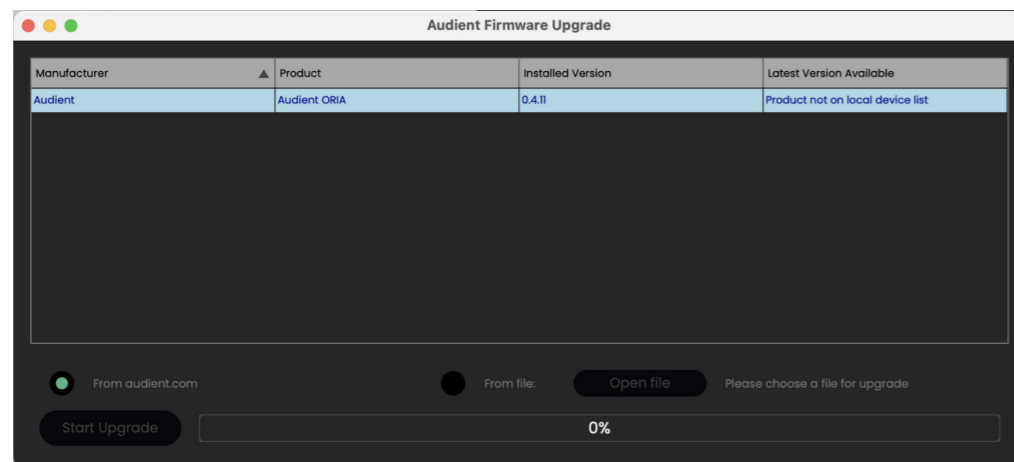 Audient Firmware Upgrade
Manufacturer Product Installed Version Latest Version Available
Audient Audient ORIA 0.4.11 Product not on local device list
From audient.com From file: Open file Please choose a file for upgrade
Start Upgrade 0%